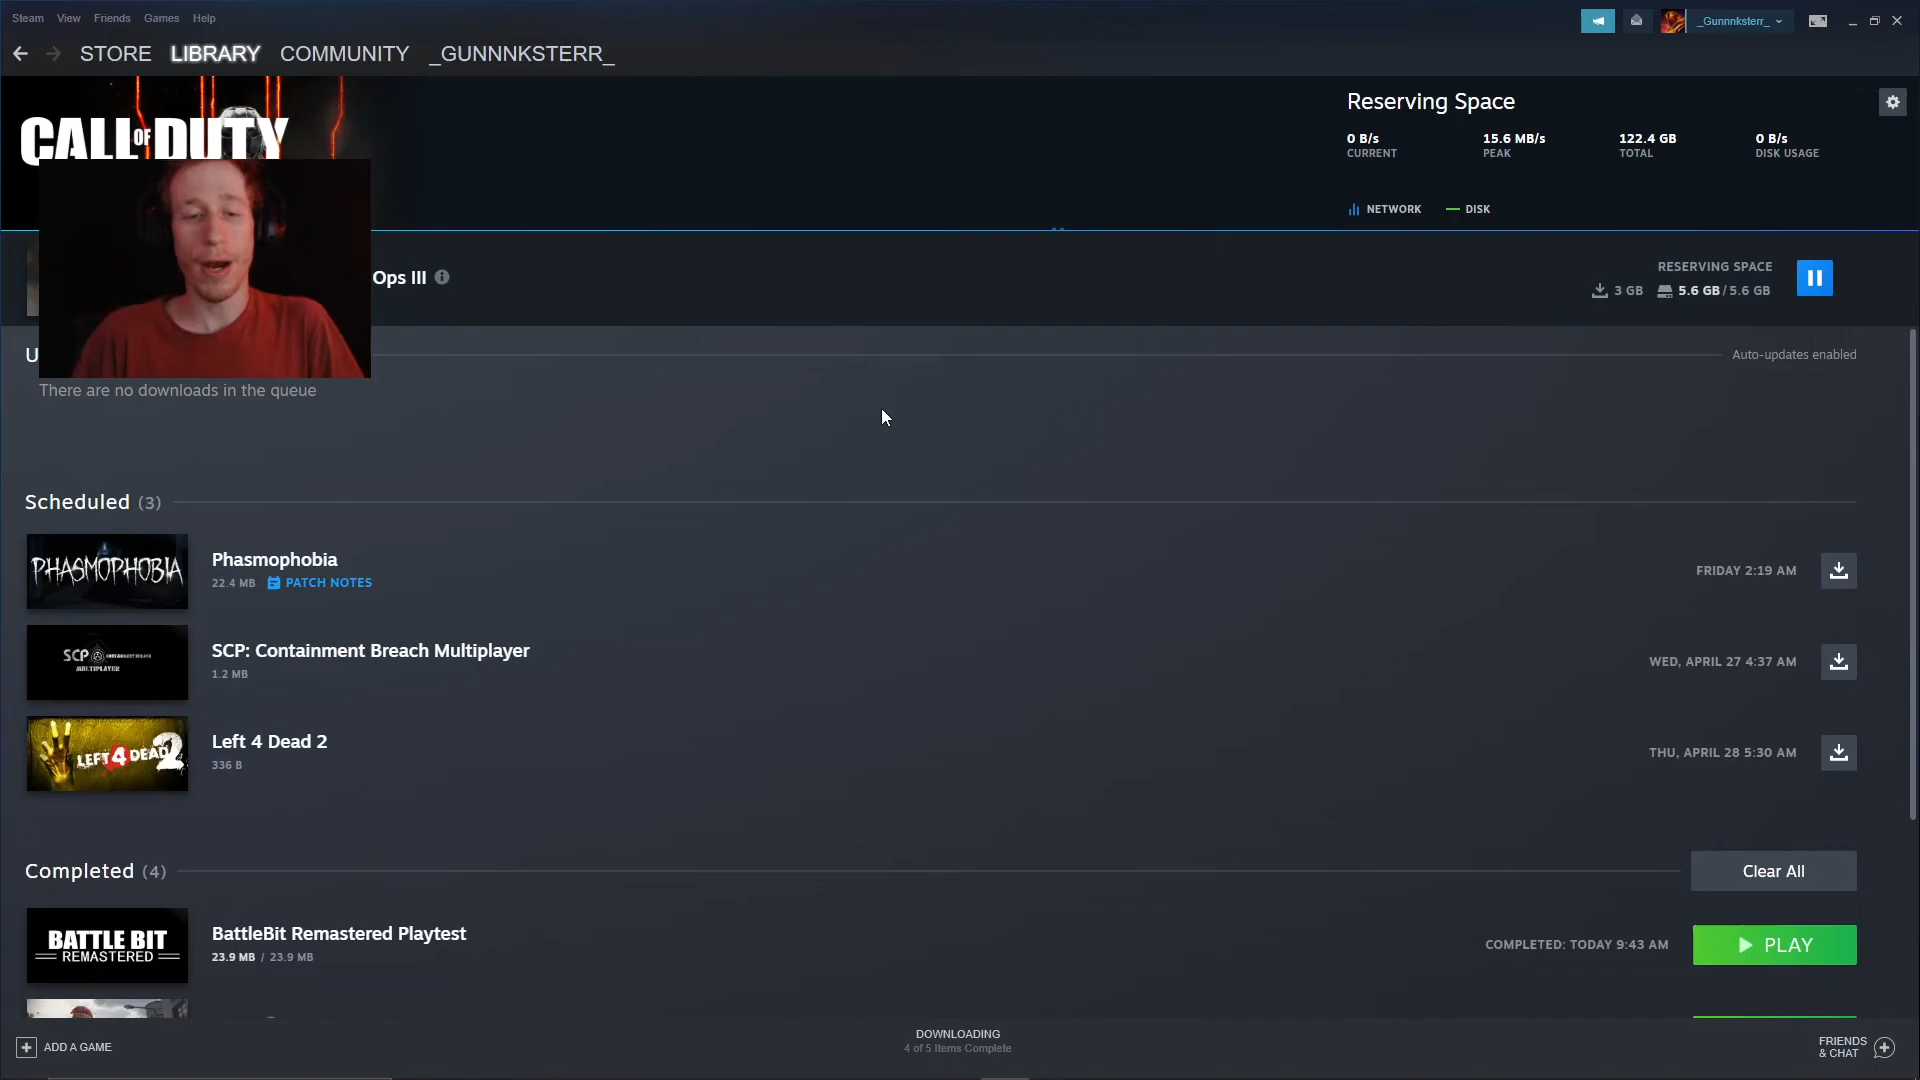 Steam View Friends Games Help
_Gunnnksterr_
STORE LIBRARY COMMUNITY _GUNNNKSTERR_
CALL OF DUTY
Reserving Space
0 B/s 15.6 MB/s 122.4 GB 0 B/s
CURRENT PEAK TOTAL DISK USAGE
NETWORK DISK
Ops III
RESERVING SPACE
3 GB 5.6 GB / 5.6 GB
U
Auto-updates enabled
There are no downloads in the queue
Scheduled (3)
PHASMOPHOBIA
Phasmophobia
22.4 MB PATCH NOTES
FRIDAY 2:19 AM
SCP CONTAINMENT BREACH
MULTIPLAYER
SCP: Containment Breach Multiplayer
1.2 MB
WED, APRIL 27 4:37 AM
LEFT 4 DEAD 2
Left 4 Dead 2
336 B
THU, APRIL 28 5:30 AM
Completed (4)
Clear All
BATTLE BIT
REMASTERED
BattleBit Remastered Playtest
23.9 MB / 23.9 MB
COMPLETED: TODAY 9:43 AM
PLAY
ADD A GAME
DOWNLOADING
4 of 5 Items Complete
FRIENDS
& CHAT